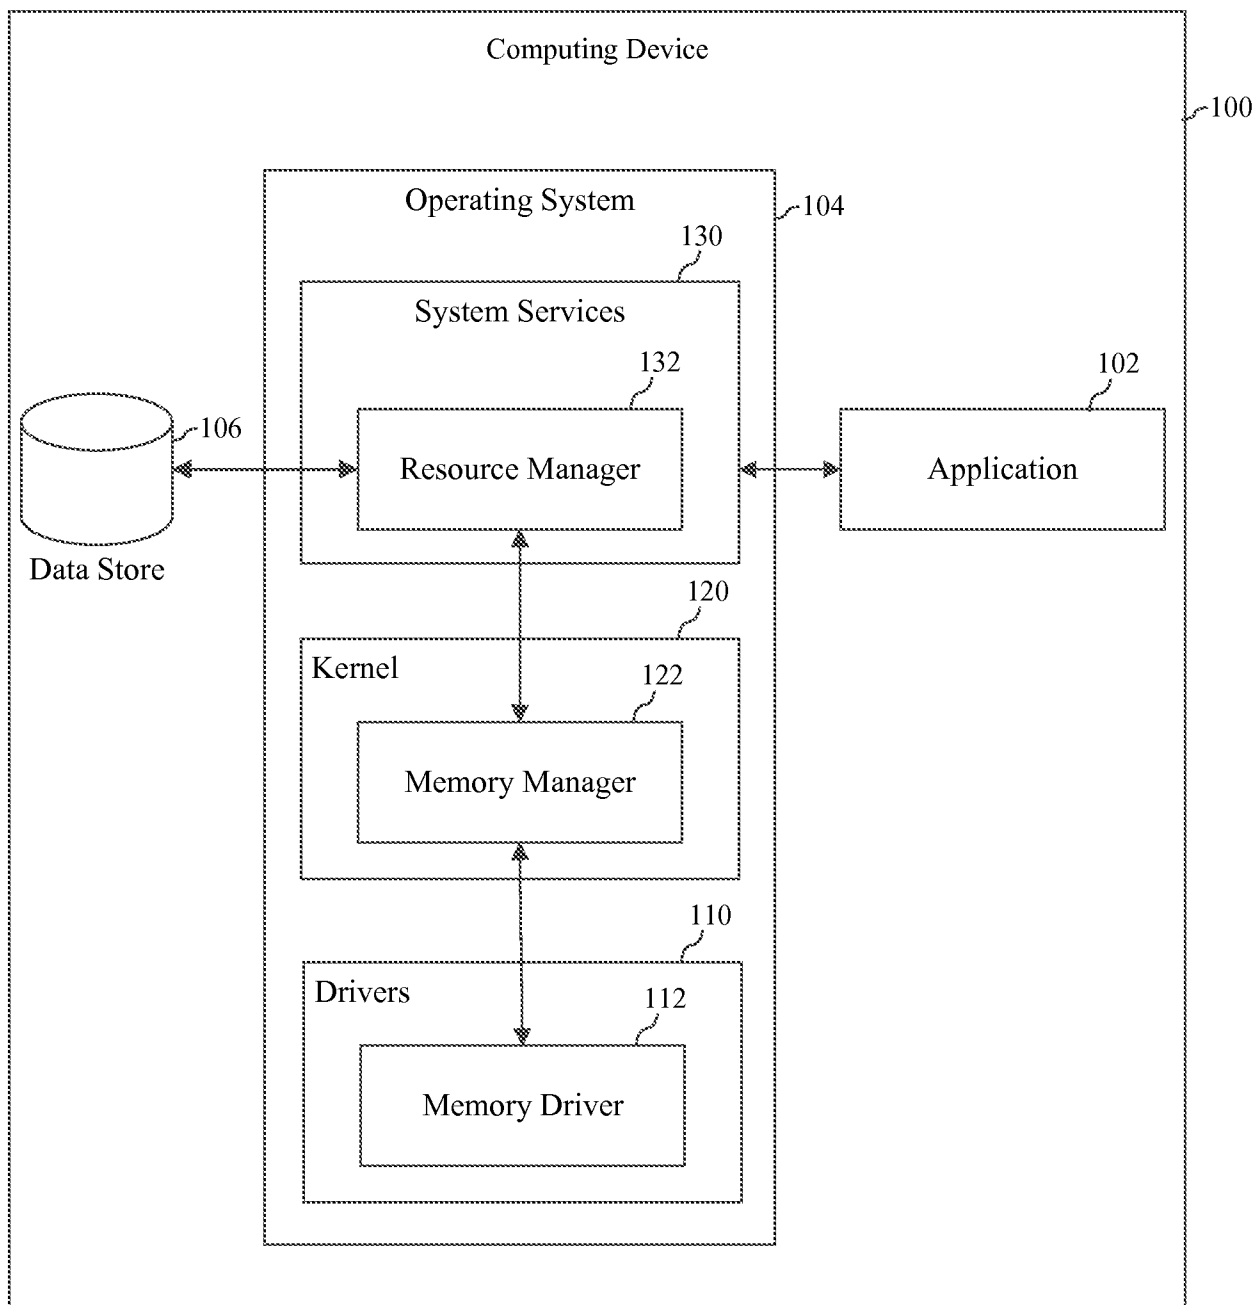 Computing Device
100
Operating System
104
130
System Services
132
102
106
Resource Manager
Application
Data Store
120
Kernel
122
Memory Manager
110
Drivers
112
Memory Driver